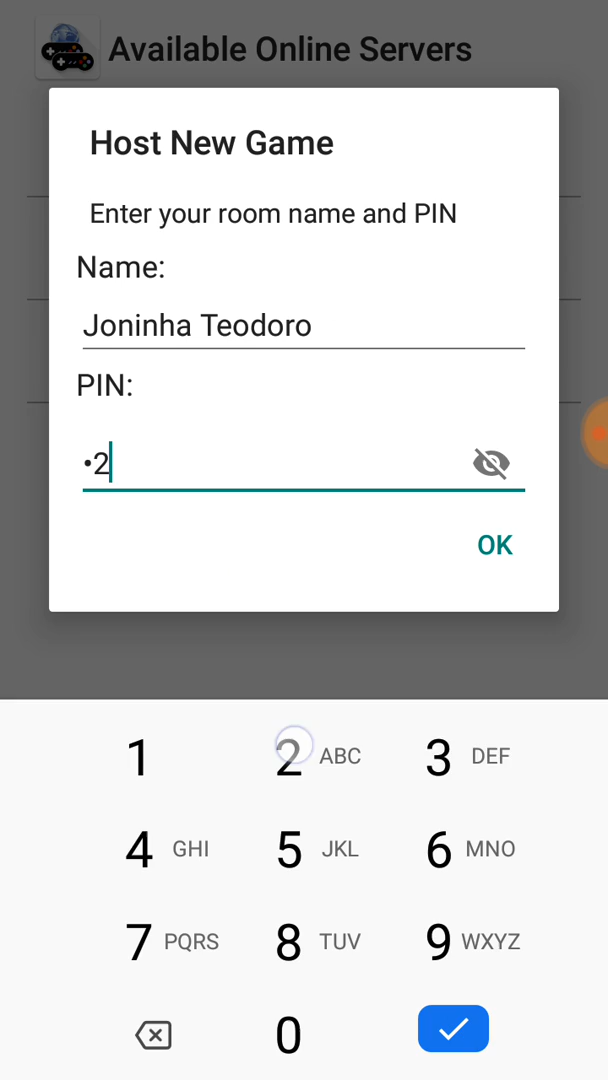 Available Online Servers
Host New Game
Enter your room name and PIN
Name:
Joninha Teodoro
PIN:
•2
OK
1
2 ABC
3 DEF
4 GHI
5 JKL
6 MNO
7 PQRS
8 TUV
9 WXYZ
0